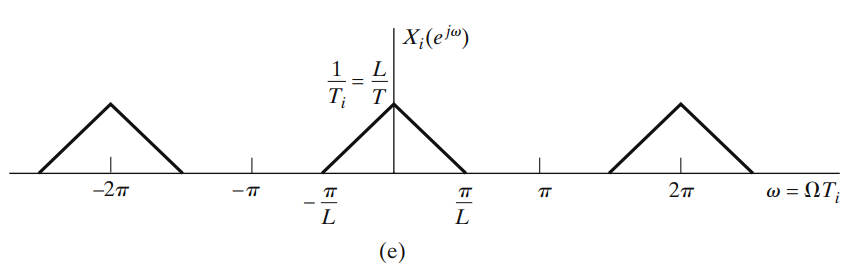 X_i(e^{jω})
1/T_i = L/T
−2π
−π
−π/L
π/L
π
2π
ω = ΩT_i
(e)